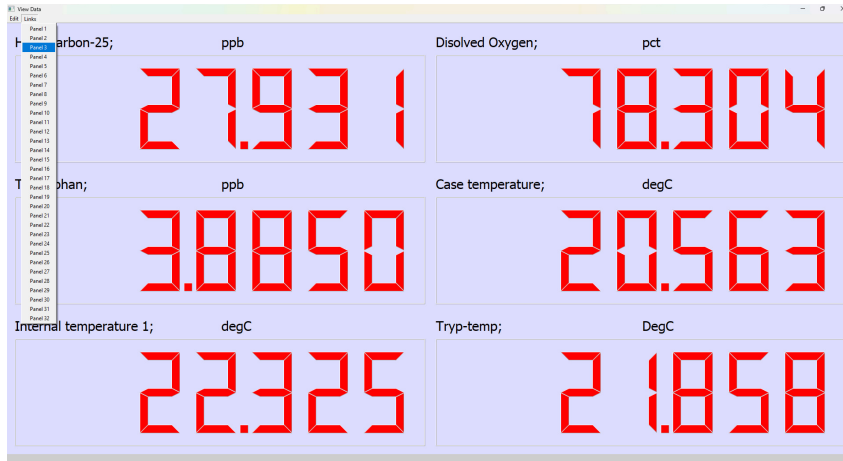 View Data
Edit Links
Panel 1
Panel 2
Panel 3
Panel 4
Panel 5
Panel 6
Panel 7
Panel 8
Panel 9
Panel 10
Panel 11
Panel 12
Panel 13
Panel 14
Panel 15
Panel 16
Panel 17
Panel 18
Panel 19
Panel 20
Panel 21
Panel 22
Panel 23
Panel 24
Panel 25
Panel 26
Panel 27
Panel 28
Panel 29
Panel 30
Panel 31
Panel 32
arbon-25; ppb
27.931
Disolved Oxygen; pct
78.304
phan; ppb
3.8850
Case temperature; degC
20.563
Internal temperature 1; degC
22.325
Tryp-temp; DegC
21.858